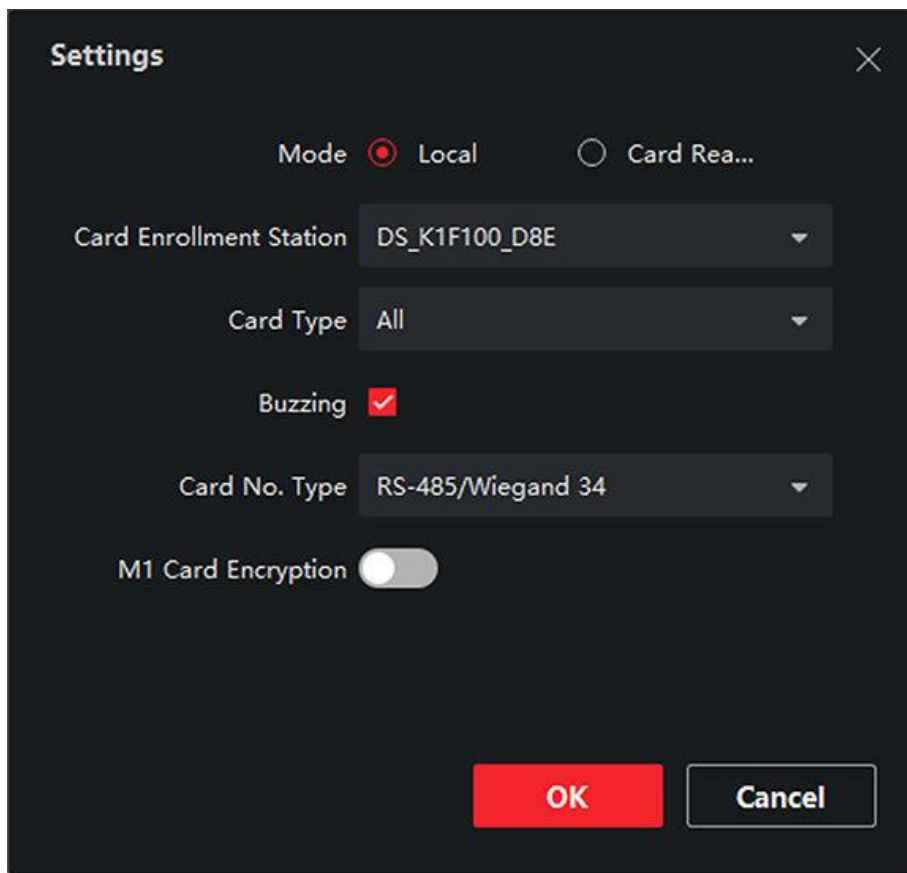 Settings
Mode Local Card Rea...
Card Enrollment Station DS_K1F100_D8E
Card Type All
Buzzing
Card No. Type RS-485/Wiegand 34
M1 Card Encryption
OK Cancel